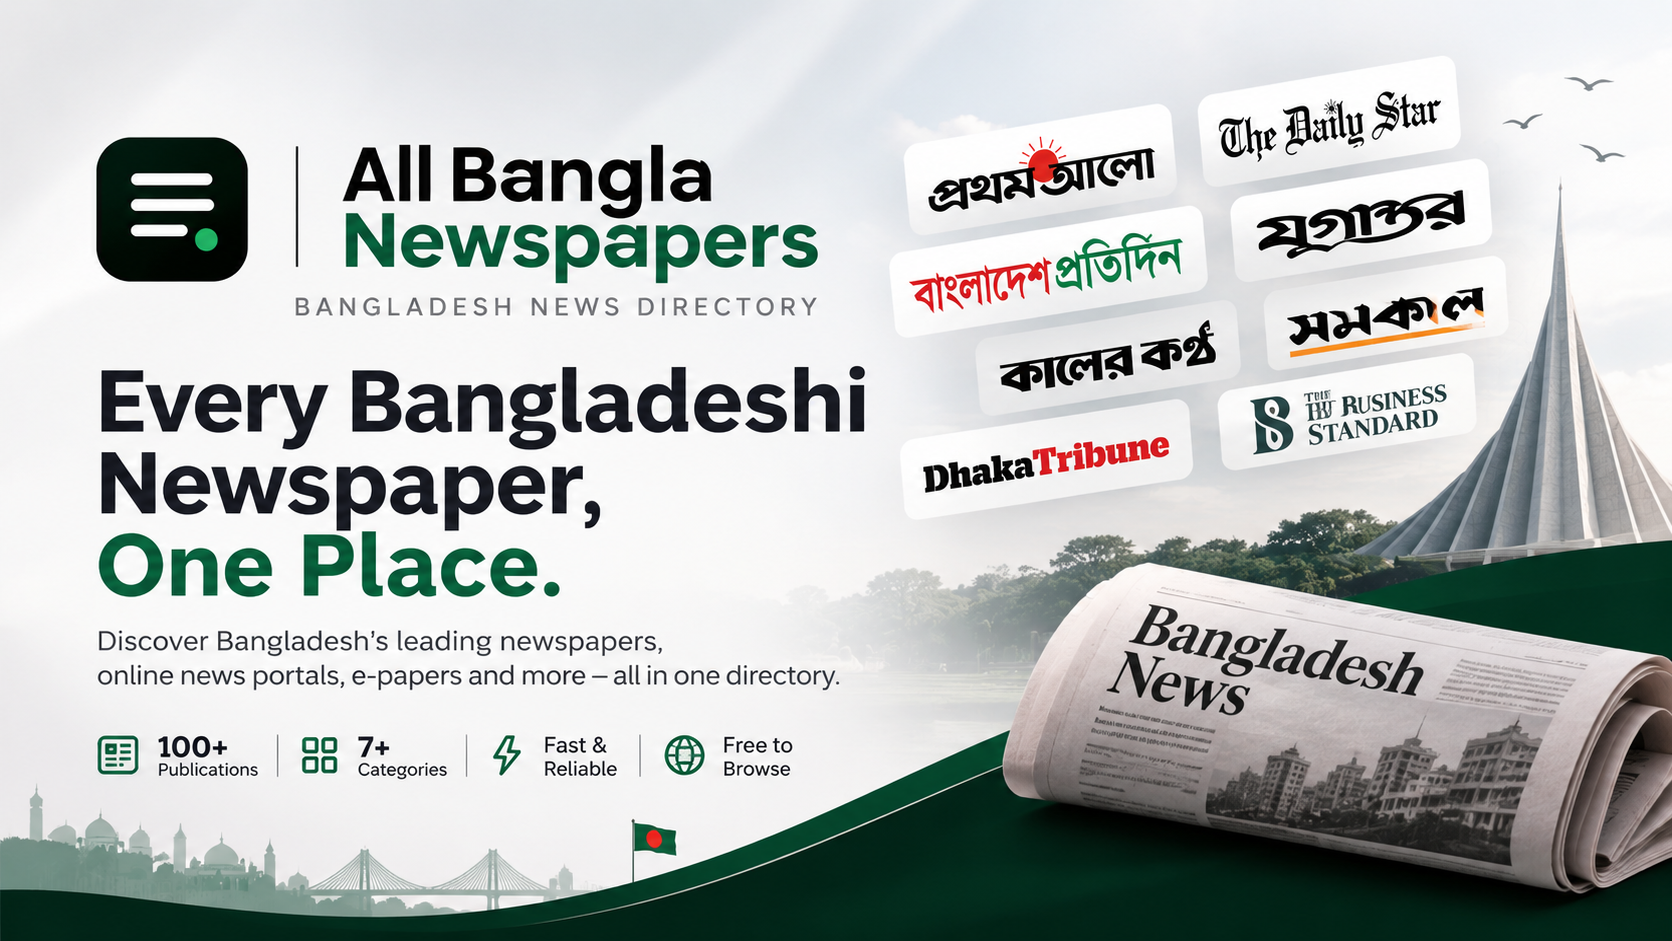 All Bangla
Newspapers
BANGLADESH NEWS DIRECTORY
Every Bangladeshi
Newspaper,
One Place.
Discover Bangladesh's leading newspapers,
online news portals, e-papers and more – all in one directory.
100+
Publications
7+
Categories
Fast &
Reliable
Free to
Browse
প্রথম আলো
The Daily Star
বাংলাদেশ প্রতিদিন
যুগান্তর
কালের কণ্ঠ
সমকাল
DhakaTribune
BUSINESS
STANDARD
Bangladesh
News